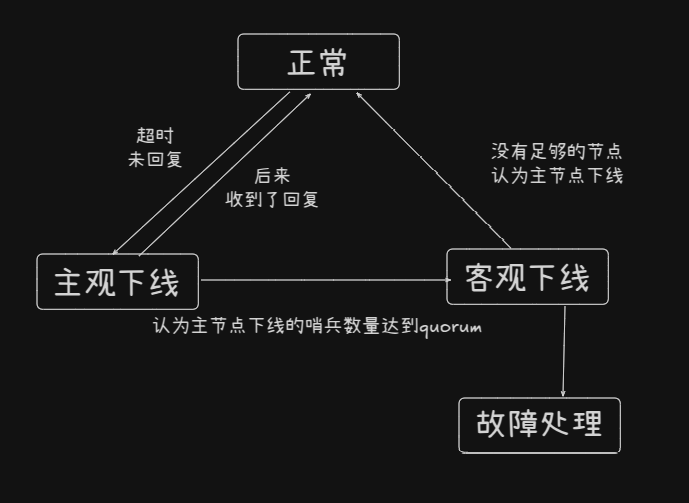 正常
超时
未回复
后来
收到了回复
没有足够的节点
认为主节点下线
主观下线
客观下线
认为主节点下线的哨兵数量达到quorum
故障处理